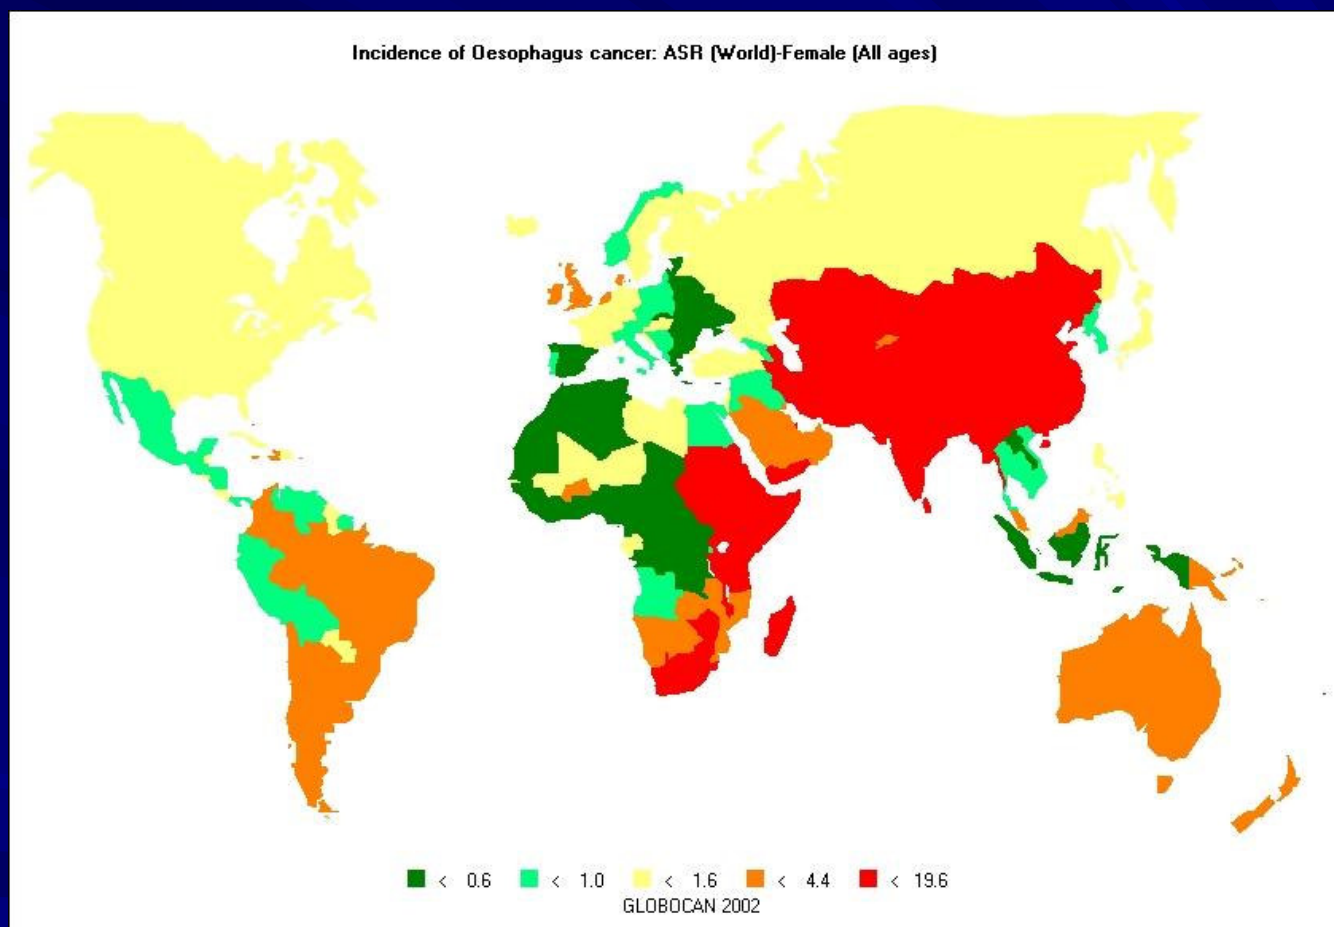 Incidence of Oesophagus cancer: ASR (World)-Female (All ages)
< 0.6 < 1.0 < 1.6 < 4.4 < 19.6
GLOBOCAN 2002